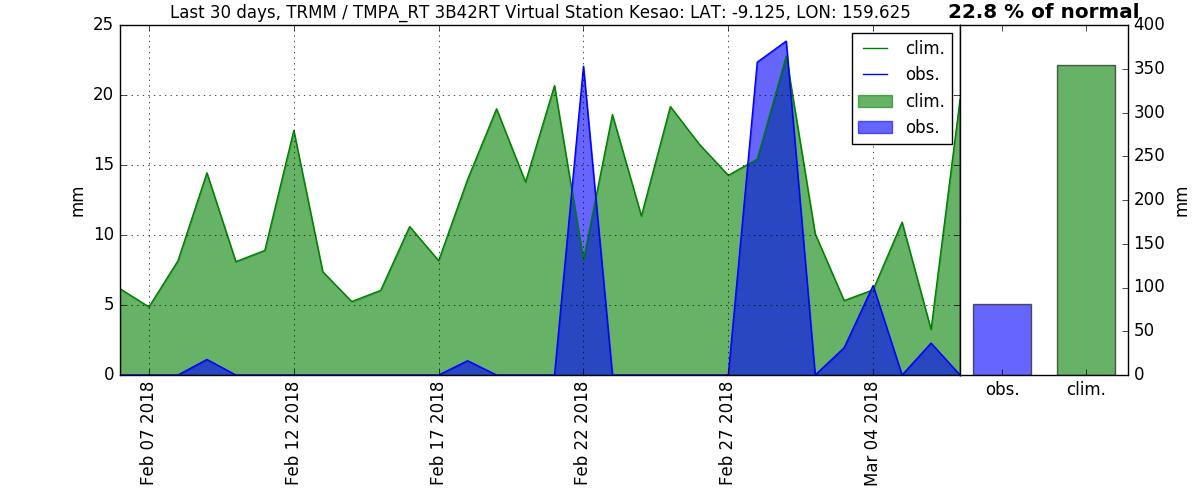 Last 30 days, TRMM / TMPA_RT 3B42RT Virtual Station Kesao: LAT: -9.125, LON: 159.625
22.8 % of normal
25
20
15
10
5
0
mm
clim.
obs.
clim.
obs.
400
350
300
250
200
150
100
50
0
mm
Feb 07 2018
Feb 12 2018
Feb 17 2018
Feb 22 2018
Feb 27 2018
Mar 04 2018
obs.
clim.